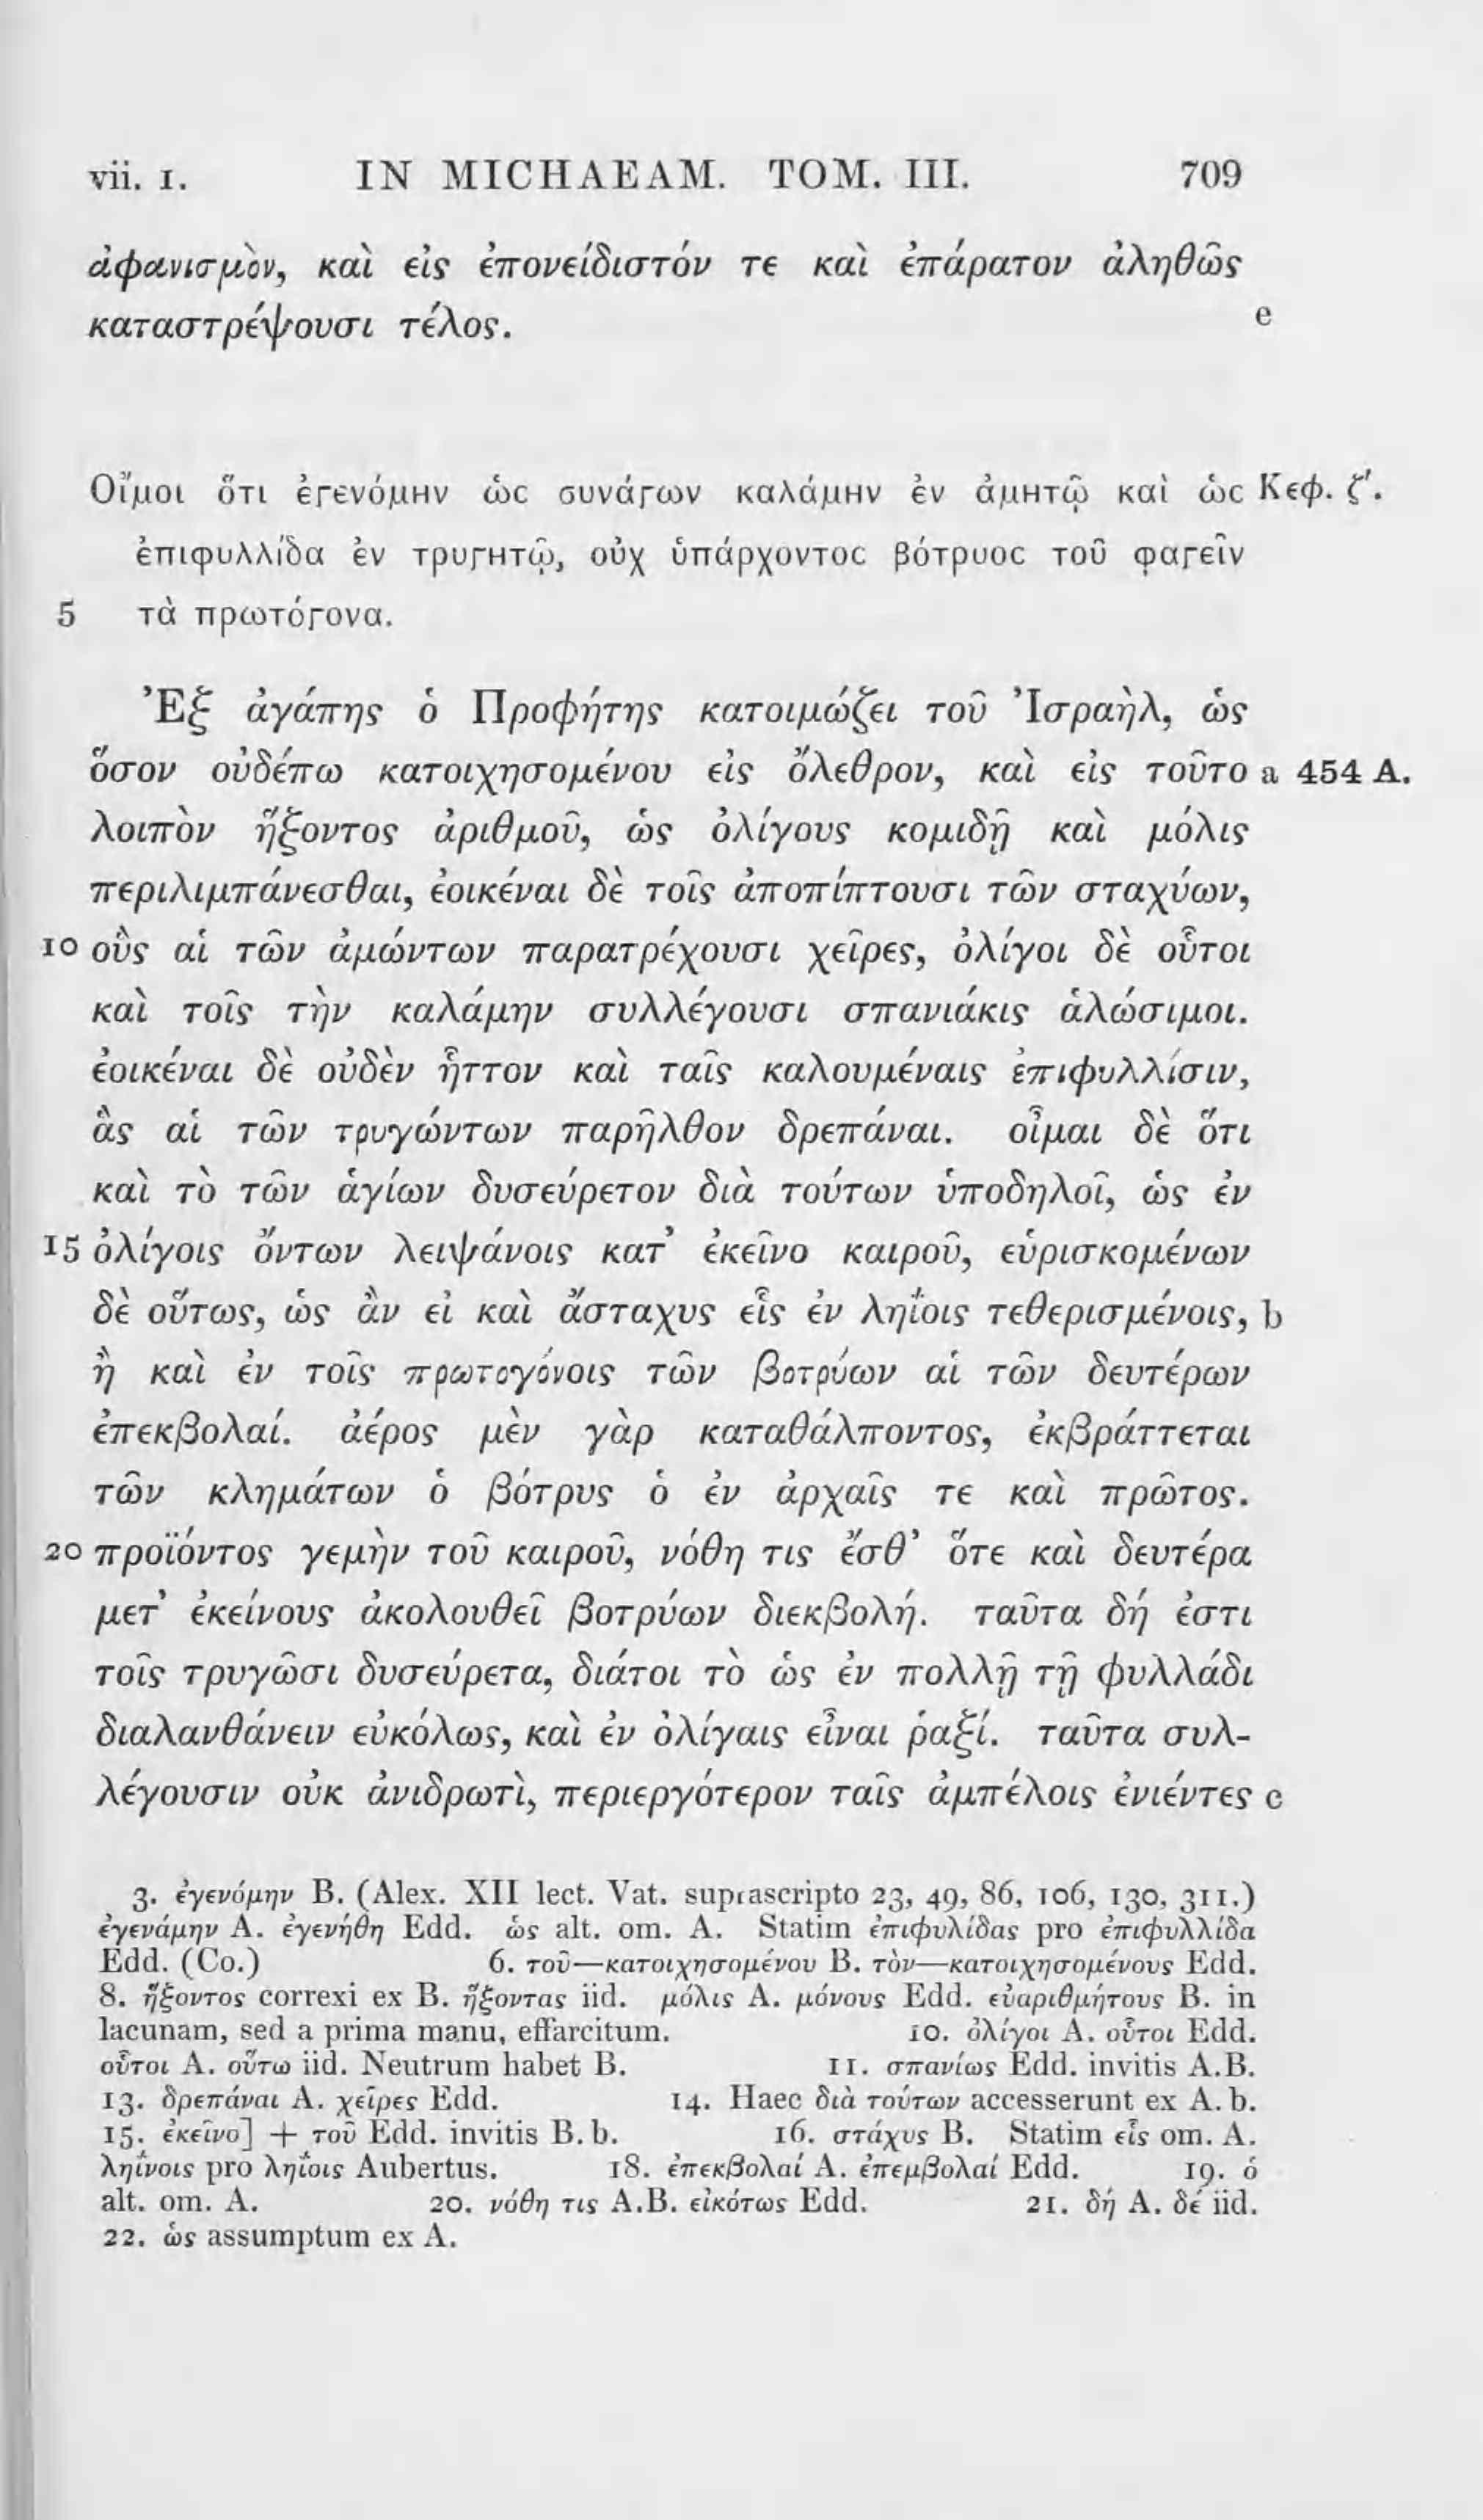 vii. 1. IN MICHAEAM. TOM. III. 709
ἀφανισμὸν, καὶ εἰς ἐπονείδιστόν τε καὶ ἐπάρατον ἀληθῶς
καταστρέψουσι τέλος. e
Οἴμοι ὅτι ἐγενόμην ὡς συνάγων καλάμην ἐν ἀμητῷ καὶ ὡς Κεφ. ζ΄.
ἐπιφυλλίδα ἐν τρυγητῷ, οὐχ ὑπάρχοντος βότρυος τοῦ φαγεῖν
5 τὰ πρωτόγονα.
Ἐξ ἀγάπης ὁ Προφήτης κατοιμώζει τοῦ Ἰσραὴλ, ὡς
ὅσον οὐδέπω κατοιχησομένου εἰς ὄλεθρον, καὶ εἰς τοῦτο a 454 A.
λοιπὸν ἥξοντος ἀριθμοῦ, ὡς ὀλίγους κομιδῇ καὶ μόλις
περιλιμπάνεσθαι, ἐοικέναι δὲ τοῖς ἀποπίπτουσι τῶν σταχύων,
10 οὓς αἱ τῶν ἀμώντων παρατρέχουσι χεῖρες, ὀλίγοι δὲ οὗτοι
καὶ τοῖς τὴν καλάμην συλλέγουσι σπανιάκις ἁλώσιμοι.
ἐοικέναι δὲ οὐδὲν ἧττον καὶ ταῖς καλουμέναις ἐπιφυλλίσιν,
ἃς αἱ τῶν τρυγώντων παρῆλθον δρεπάναι. οἶμαι δὲ ὅτι
καὶ τὸ τῶν ἁγίων δυσεύρετον διὰ τούτων ὑποδηλοῖ, ὡς ἐν
15 ὀλίγοις ὄντων λειψάνοις κατ᾽ ἐκεῖνο καιροῦ, εὑρισκομένων
δὲ οὕτως, ὡς ἂν εἰ καὶ ἄσταχυς εἷς ἐν ληΐοις τεθερισμένοις, b
ἢ καὶ ἐν τοῖς πρωτογόνοις τῶν βοτρύων αἱ τῶν δευτέρων
ἐπεκβολαί. ἀέρος μὲν γὰρ καταθάλποντος, ἐκβράττεται
τῶν κλημάτων ὁ βότρυς ὁ ἐν ἀρχαῖς τε καὶ πρῶτος.
20 προϊόντος γεμὴν τοῦ καιροῦ, νόθη τις ἔσθ᾽ ὅτε καὶ δευτέρα
μετ᾽ ἐκείνους ἀκολουθεῖ βοτρύων διεκβολή. ταῦτα δή ἐστι
τοῖς τρυγῶσι δυσεύρετα, διάτοι τὸ ὡς ἐν πολλῇ τῇ φυλλάδι
διαλανθάνειν εὐκόλως, καὶ ἐν ὀλίγαις εἶναι ῥαξί. ταῦτα συλ-
λέγουσιν οὐκ ἀνιδρωτὶ, περιεργότερον ταῖς ἀμπέλοις ἐνιέντες c
3. ἐγενόμην B. (Alex. XII lect. Vat. suprascripto 23, 49, 86, 106, 130, 311.)
ἐγενάμην A. ἐγενήθη Edd. ὡς alt. om. A. Statim ἐπιφυλίδας pro ἐπιφυλλίδα
Edd. (Co.) 6. τοῦ—κατοιχησομένου B. τὸν—κατοιχησομένους Edd.
8. ἥξοντος correxi ex B. ἥξοντας iid. μόλις A. μόνους Edd. εὐαριθμήτους B. in
lacunam, sed a prima manu, effarcitum. 10. ὀλίγοι A. οὗτοι Edd.
οὗτοι A. οὕτω iid. Neutrum habet B. 11. σπανίως Edd. invitis A.B.
13. δρεπάναι A. χεῖρες Edd. 14. Haec διὰ τούτων accesserunt ex A. b.
15. ἐκεῖνο] + τοῦ Edd. invitis B. b. 16. στάχυς B. Statim εἷς om. A.
ληΐνοις pro ληΐοις Aubertus. 18. ἐπεκβολαί A. ἐπεμβολαί Edd. 19. ὁ
alt. om. A. 20. νόθη τις A.B. εἰκότως Edd. 21. δή A. δέ iid.
22. ὡς assumptum ex A.